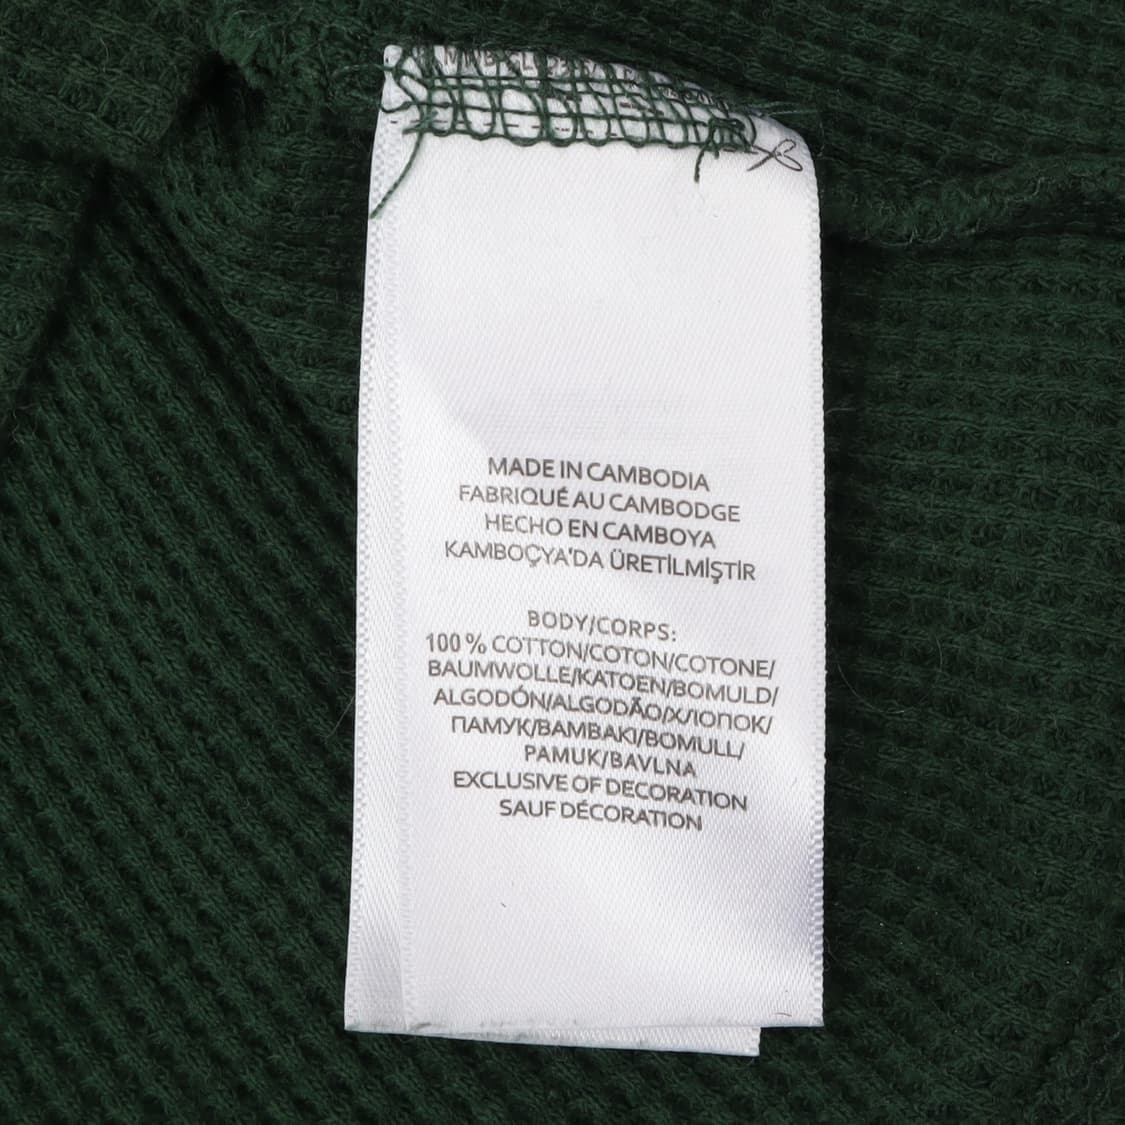 MADE IN CAMBODIA
FABRIQUÉ AU CAMBODGE
HECHO EN CAMBOYA
KAMBOÇYA'DA ÜRETİLMİŞTİR
BODY/CORPS:
100 % COTTON/COTON/COTONE/
BAUMWOLLE/KATOEN/BOMULD/
ALGODÓN/ALGODÃO/ХЛОПОК/
ПАМУК/BAMBAKI/BOMULL/
PAMUK/BAVLNA
EXCLUSIVE OF DECORATION
SAUF DÉCORATION